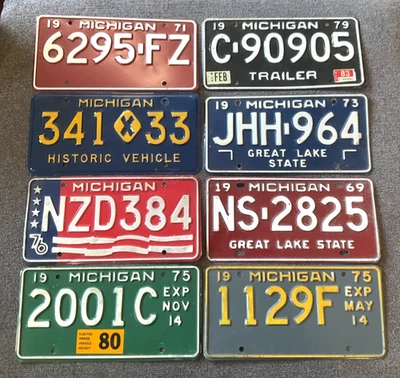 19 MICHIGAN 71
6295-FZ
19 MICHIGAN 79
C-90905
FEB 83
TRAILER
MICHIGAN
341 X 33
HISTORIC VEHICLE
19 MICHIGAN 73
JHH-964
GREAT LAKE
STATE
MICHIGAN
76 NZD384
19 MICHIGAN 69
NS-2825
GREAT LAKE STATE
19 MICHIGAN 75
2001C
EXP
NOV
14
80
19 MICHIGAN 75
1129F
EXP
MAY
14